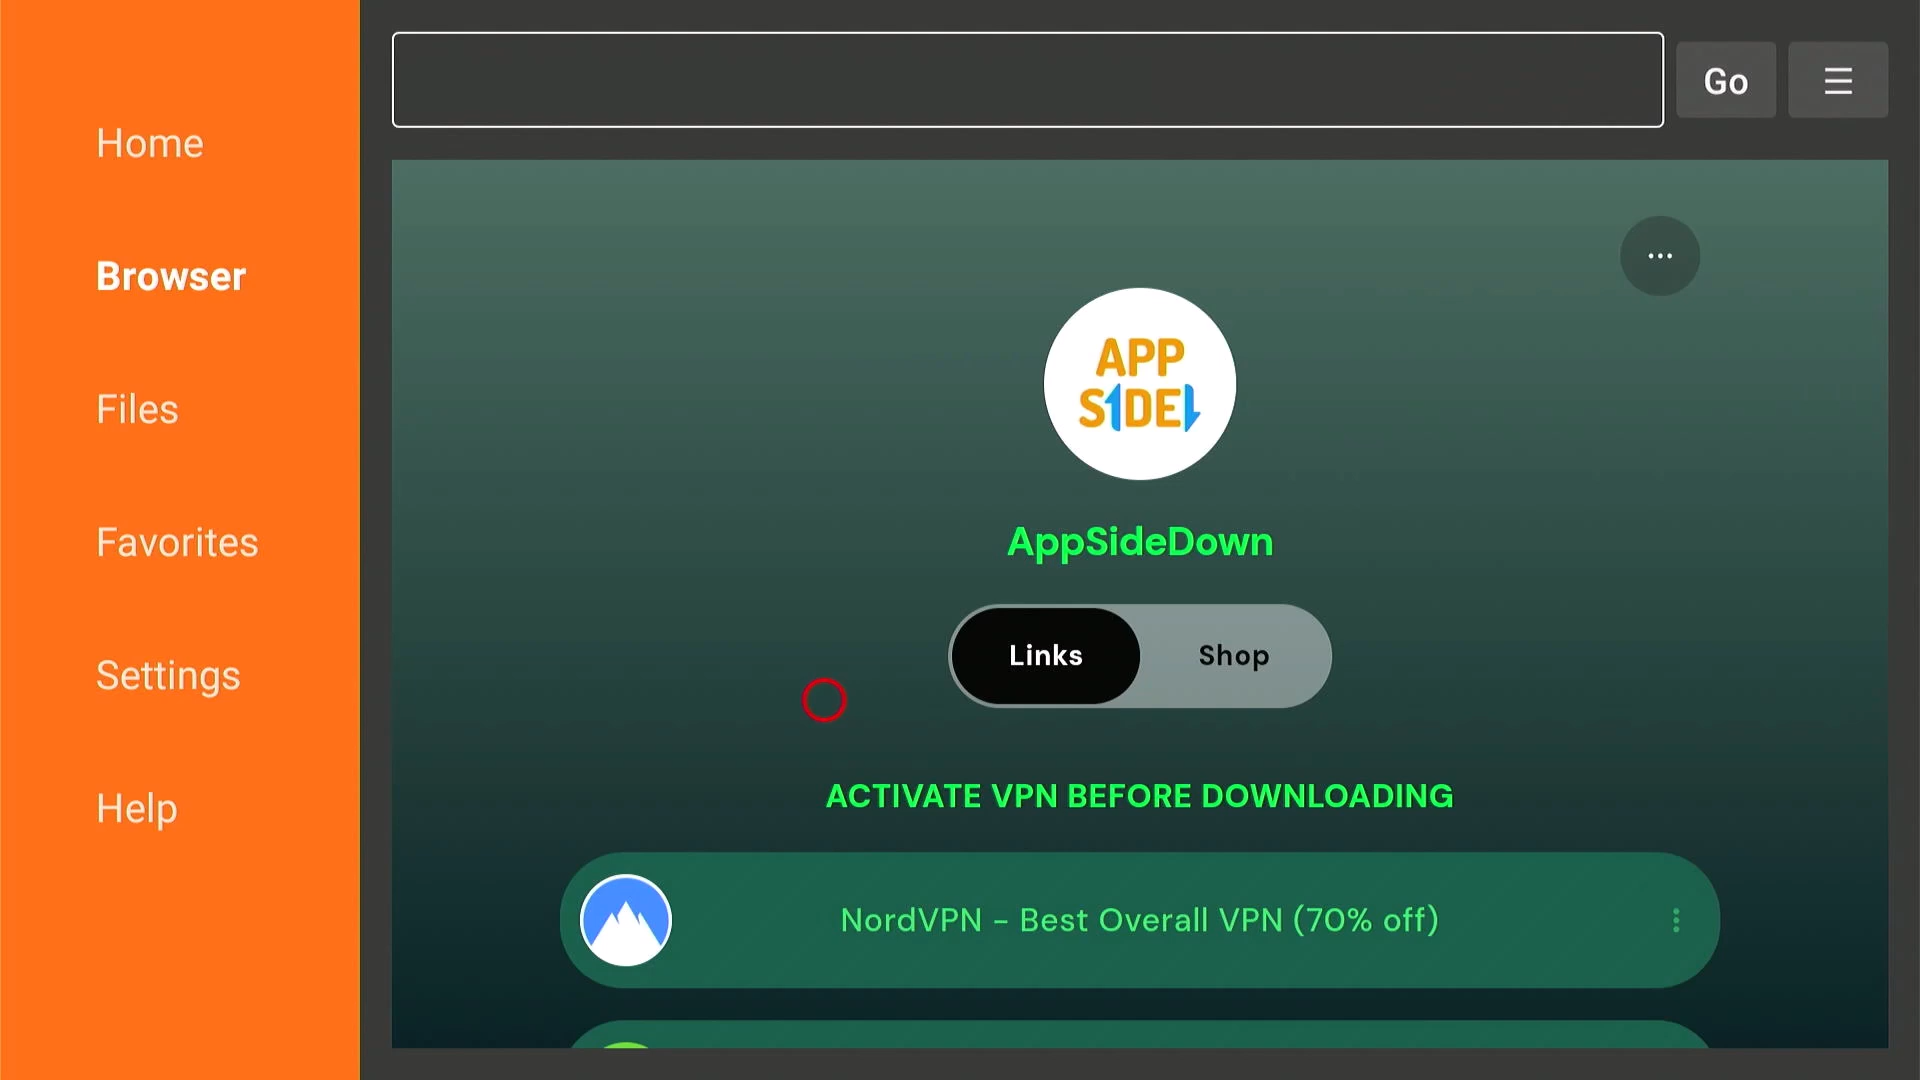 Home
Browser
Files
Favorites
Settings
Help
Go
APP
SIDE
AppSideDown
Links
Shop
ACTIVATE VPN BEFORE DOWNLOADING
NordVPN - Best Overall VPN (70% off)